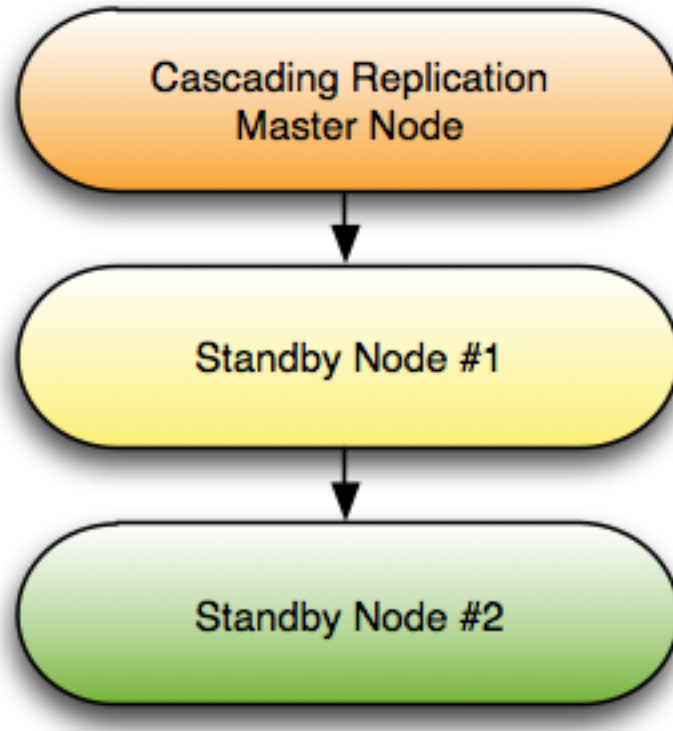 Cascading Replication
Master Node
Standby Node #1
Standby Node #2